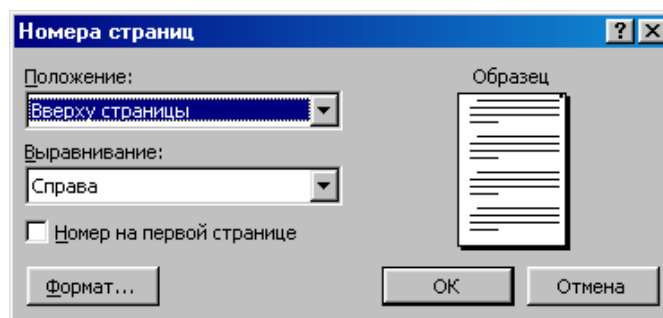 Номера страниц
Положение:
Образец
Вверху страницы
Выравнивание:
Справа
Номер на первой странице
Формат...
ОК
Отмена